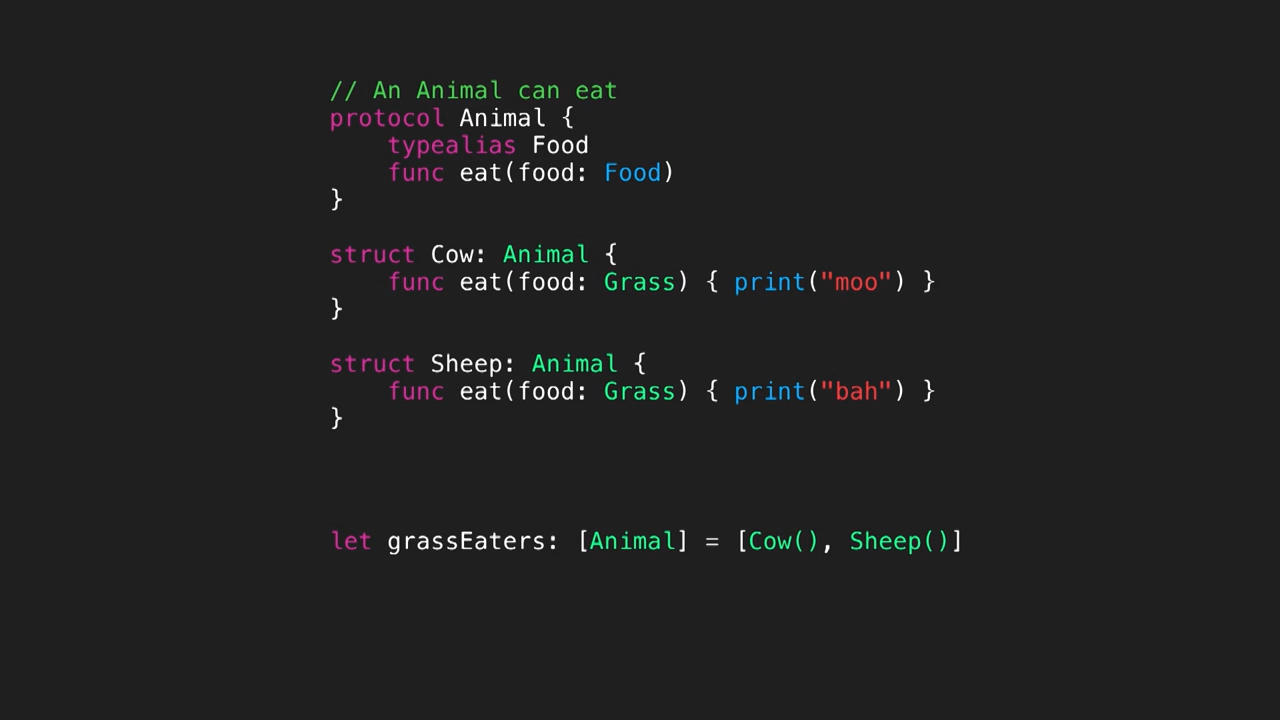 // An Animal can eat
protocol Animal {
    typealias Food
    func eat(food: Food)
}
struct Cow: Animal {
    func eat(food: Grass) { print("moo") }
}
struct Sheep: Animal {
    func eat(food: Grass) { print("bah") }
}
let grassEaters: [Animal] = [Cow(), Sheep()]